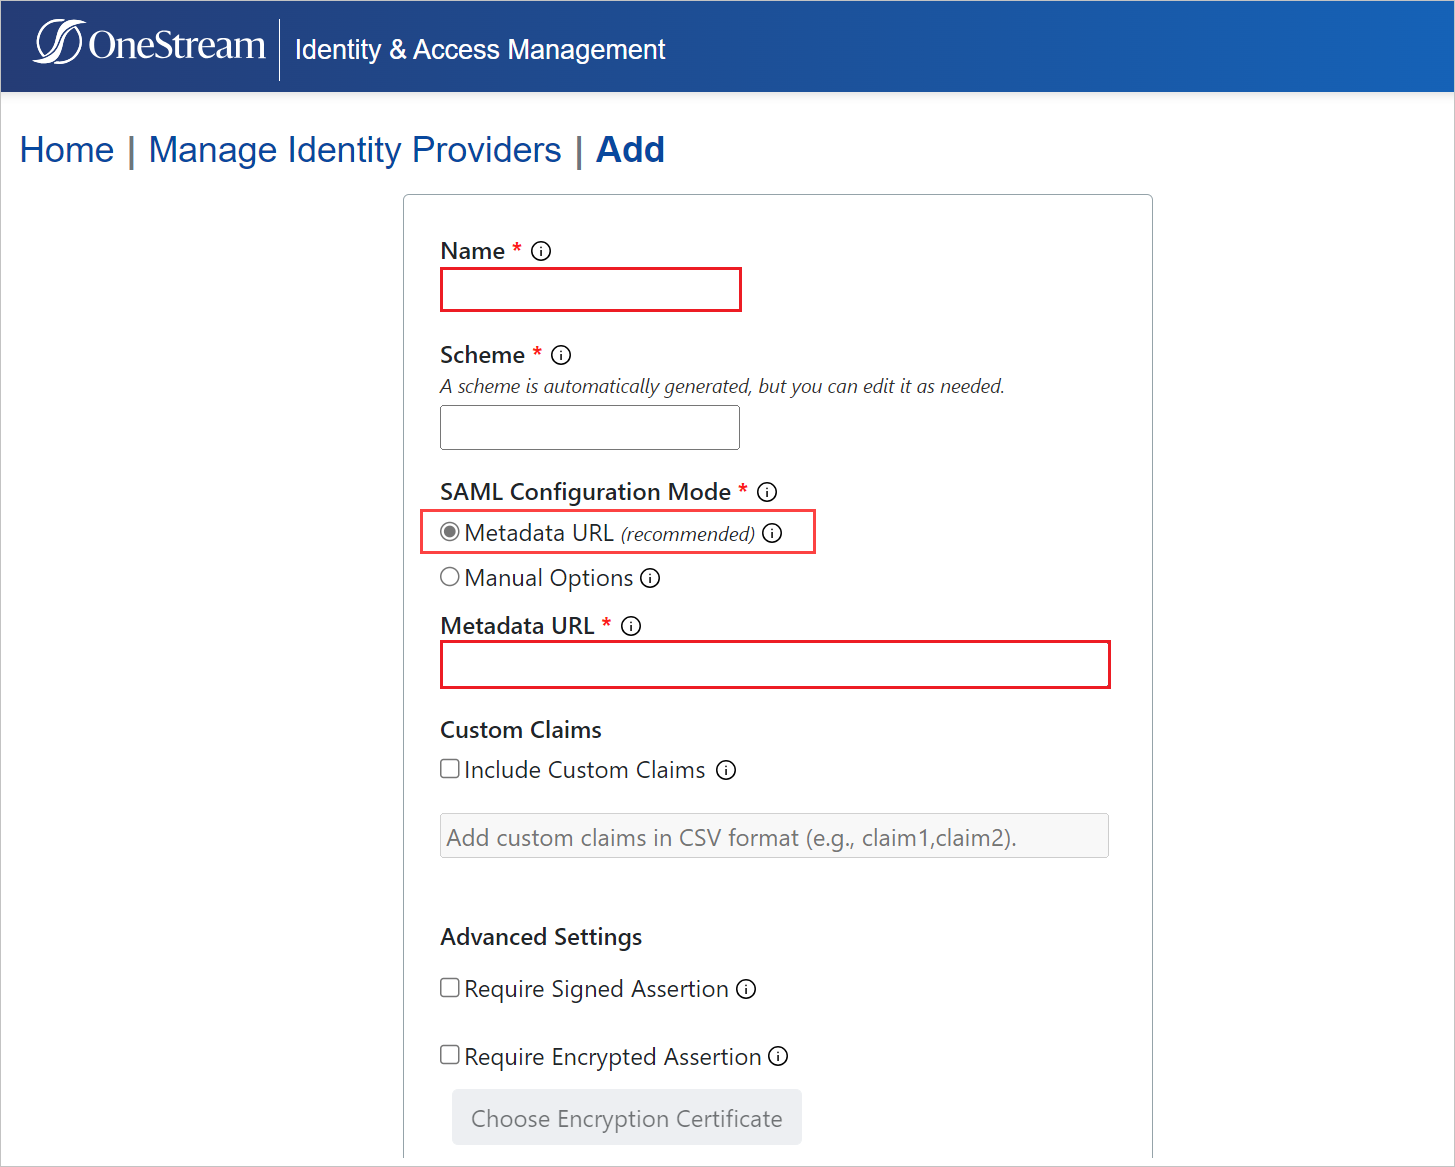 OneStream | Identity & Access Management
Home | Manage Identity Providers | Add
Name *
Scheme *
A scheme is automatically generated, but you can edit it as needed.
SAML Configuration Mode *
Metadata URL (recommended)
Manual Options
Metadata URL *
Custom Claims
Include Custom Claims
Add custom claims in CSV format (e.g., claim1,claim2).
Advanced Settings
Require Signed Assertion
Require Encrypted Assertion
Choose Encryption Certificate